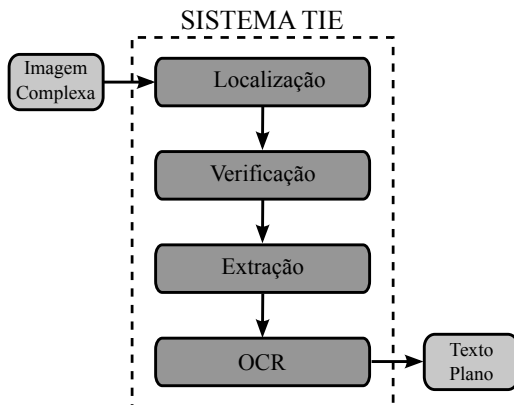 SISTEMA TIE
Imagem
Complexa
Localização
Verificação
Extração
OCR
Texto
Plano